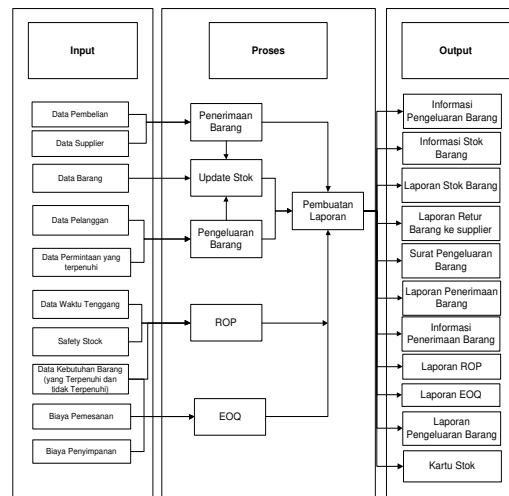 Input
Proses
Output
Data Pembelian
Data Supplier
Data Barang
Data Pelanggan
Data Permintaan yang
terpenuhi
Data Waktu Tenggang
Safety Stock
Data Kebutuhan Barang
(yang Terpenuhi dan
tidak Terpenuhi)
Biaya Pemesanan
Biaya Penyimpanan
Penerimaan
Barang
Update Stok
Pengeluaran
Barang
ROP
EOQ
Pembuatan
Laporan
Informasi
Pengeluaran Barang
Informasi Stok
Barang
Laporan Stok Barang
Laporan Retur
Barang ke supplier
Surat Pengeluaran
Barang
Laporan Penerimaan
Barang
Informasi
Penerimaan Barang
Laporan ROP
Laporan EOQ
Laporan
Pengeluaran Barang
Kartu Stok